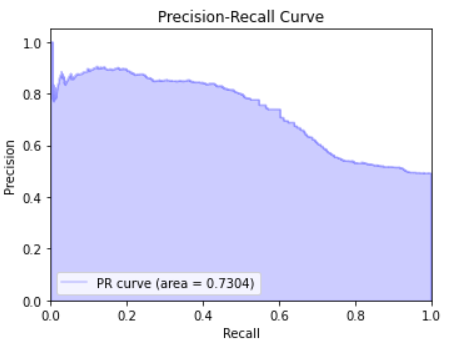 Precision-Recall Curve
1.0
0.8
0.6
0.4
0.2
0.0
Precision
PR curve (area = 0.7304)
0.0 0.2 0.4 0.6 0.8 1.0
Recall